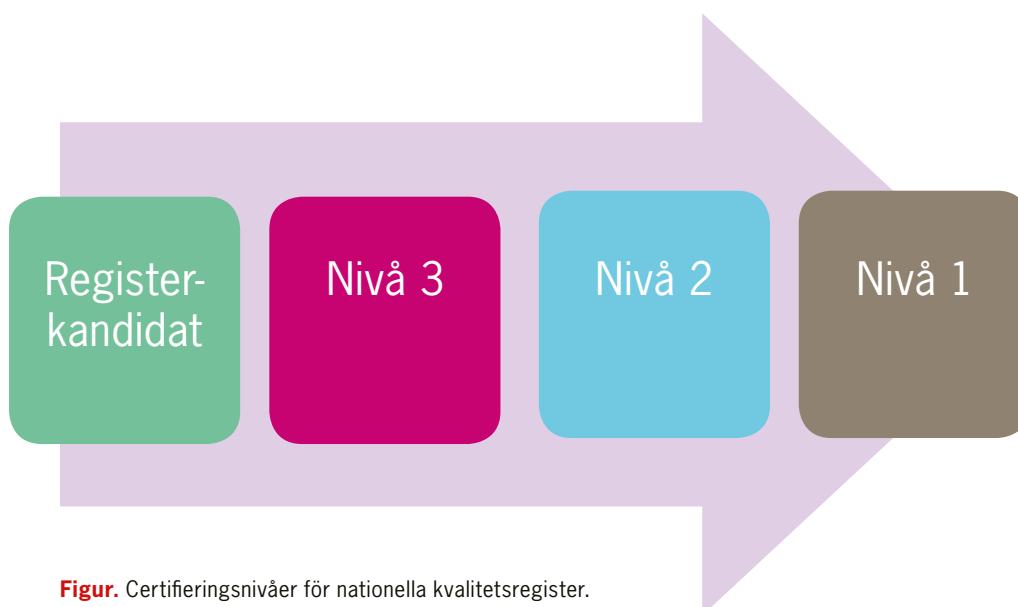 Register-
kandidat
Nivå 3
Nivå 2
Nivå 1
Figur. Certifieringsnivåer för nationella kvalitetsregister.